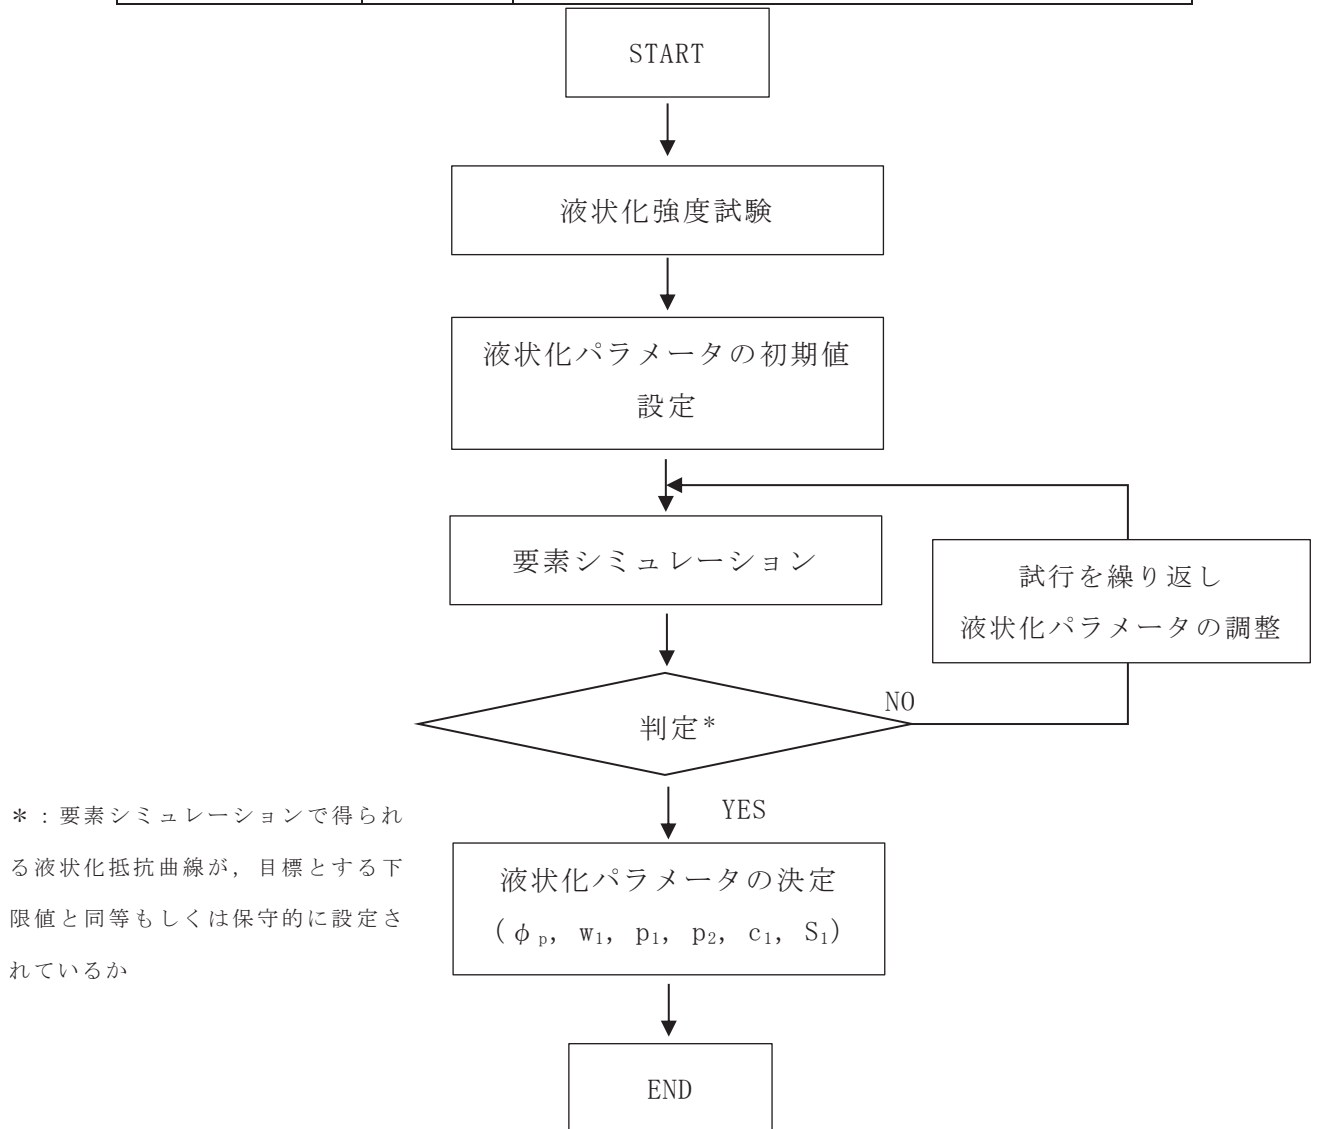 START
液状化強度試験
液状化パラメータの初期値
設定
要素シミュレーション
試行を繰り返し
液状化パラメータの調整
判定*
NO
YES
*：要素シミュレーションで得られ
る液状化抵抗曲線が，目標とする下
限値と同等もしくは保守的に設定さ
れているか
液状化パラメータの決定
(φp, w1, p1, p2, c1, S1)
END